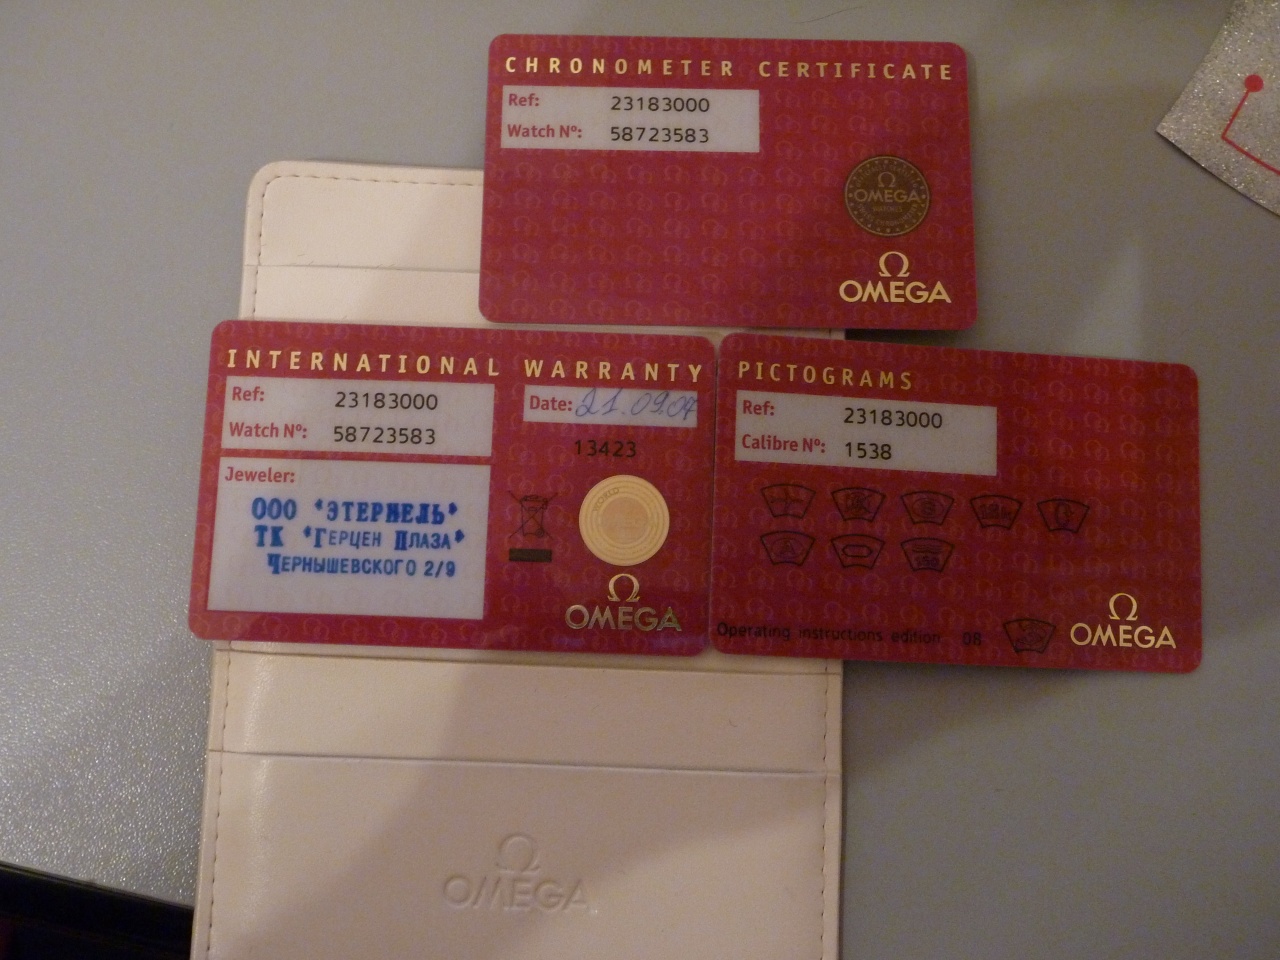 CHRONOMETER CERTIFICATE
Ref: 23183000
Watch Nº: 58723583
Ω
OMEGA
Ω
OMEGA
INTERNATIONAL WARRANTY
Ref: 23183000
Watch Nº: 58723583
Date: 21.09.07
13423
Jeweler:
ООО "ЭТЕРНЕЛЬ"
ТК "ГЕРЦЕН ПЛАЗА"
ЧЕРНЫШЕВСКОГО 2/9
Ω
OMEGA
PICTOGRAMS
Ref: 23183000
Calibre Nº: 1538
Operating instructions edition OR
Ω
OMEGA
Ω
OMEGA